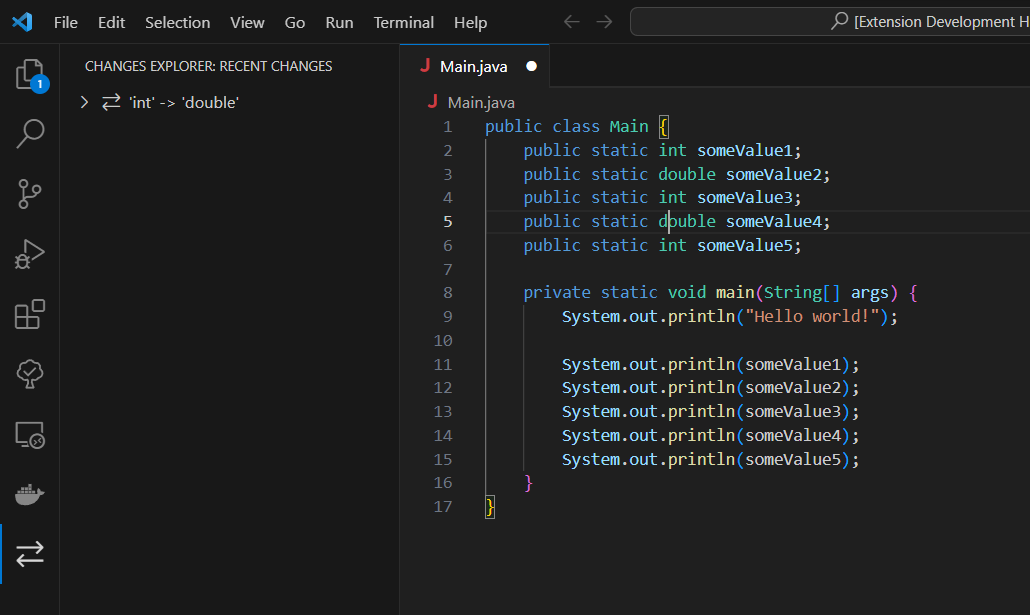 File Edit Selection View Go Run Terminal Help [Extension Development H
CHANGES EXPLORER: RECENT CHANGES
'int' -> 'double'
1
J Main.java
J Main.java
1 public class Main {
2 public static int someValue1;
3 public static double someValue2;
4 public static int someValue3;
5 public static double someValue4;
6 public static int someValue5;
7
8 private static void main(String[] args) {
9 System.out.println("Hello world!");
10
11 System.out.println(someValue1);
12 System.out.println(someValue2);
13 System.out.println(someValue3);
14 System.out.println(someValue4);
15 System.out.println(someValue5);
16 }
17 }